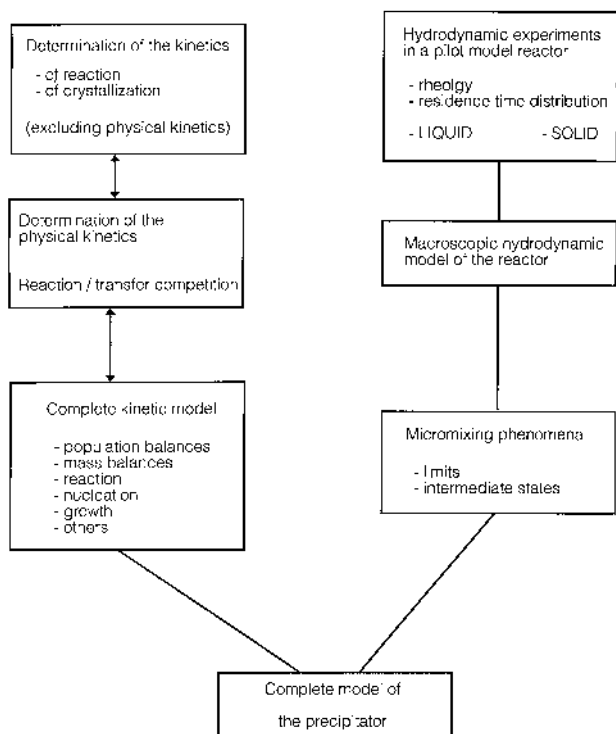 Determination of the kinetics
- of reaction
- of crystallization
(excluding physical kinetics)
Determination of the
physical kinetics
Reaction / transfer competition
Complete kinetic model
- population balances
- mass balances
- reaction
- nucleation
- growth
- others
Hydrodynamic experiments
in a pilot model reactor
- rheolgy
- residence time distribution
- LIQUID - SOLID
Macroscopic hydrodynamic
model of the reactor
Micromixing phenomena
- limits
- intermediate states
Complete model of
the precipitator